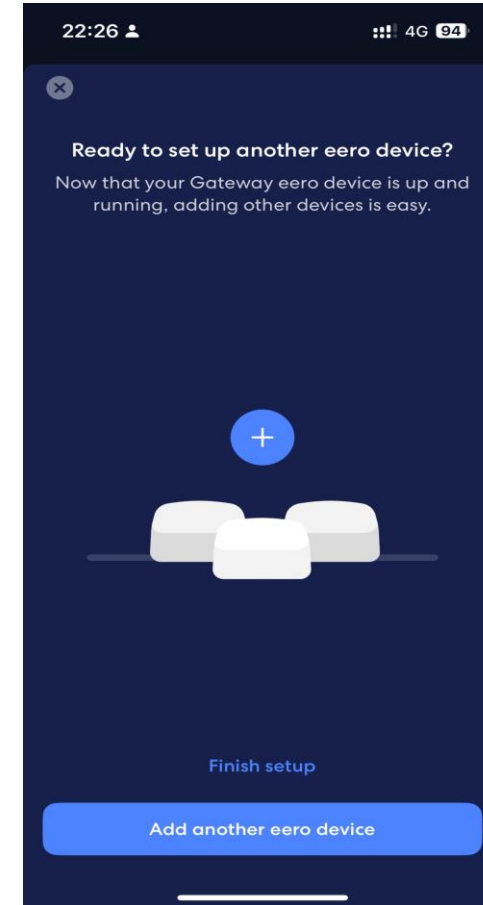 22:26 4G 94
Ready to set up another eero device?
Now that your Gateway eero device is up and
running, adding other devices is easy.
Finish setup
Add another eero device